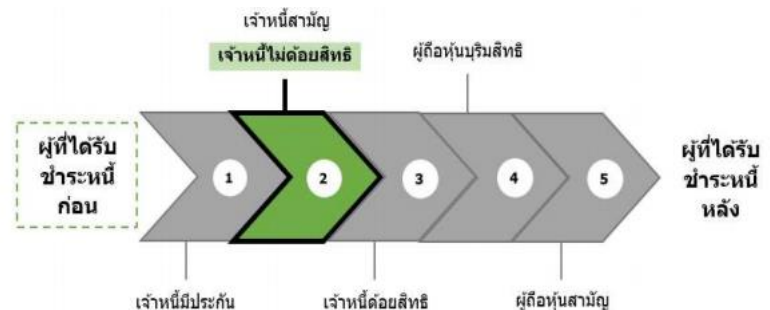 เจ้าหนี้สามัญ
เจ้าหนี้ไม่ด้อยสิทธิ
ผู้ถือหุ้นบุริมสิทธิ
ผู้ที่ได้รับ
ชำระหนี้
ก่อน
1
2
3
4
5
ผู้ที่ได้รับ
ชำระหนี้
หลัง
เจ้าหนี้มีประกัน
เจ้าหนี้ด้อยสิทธิ
ผู้ถือหุ้นสามัญ